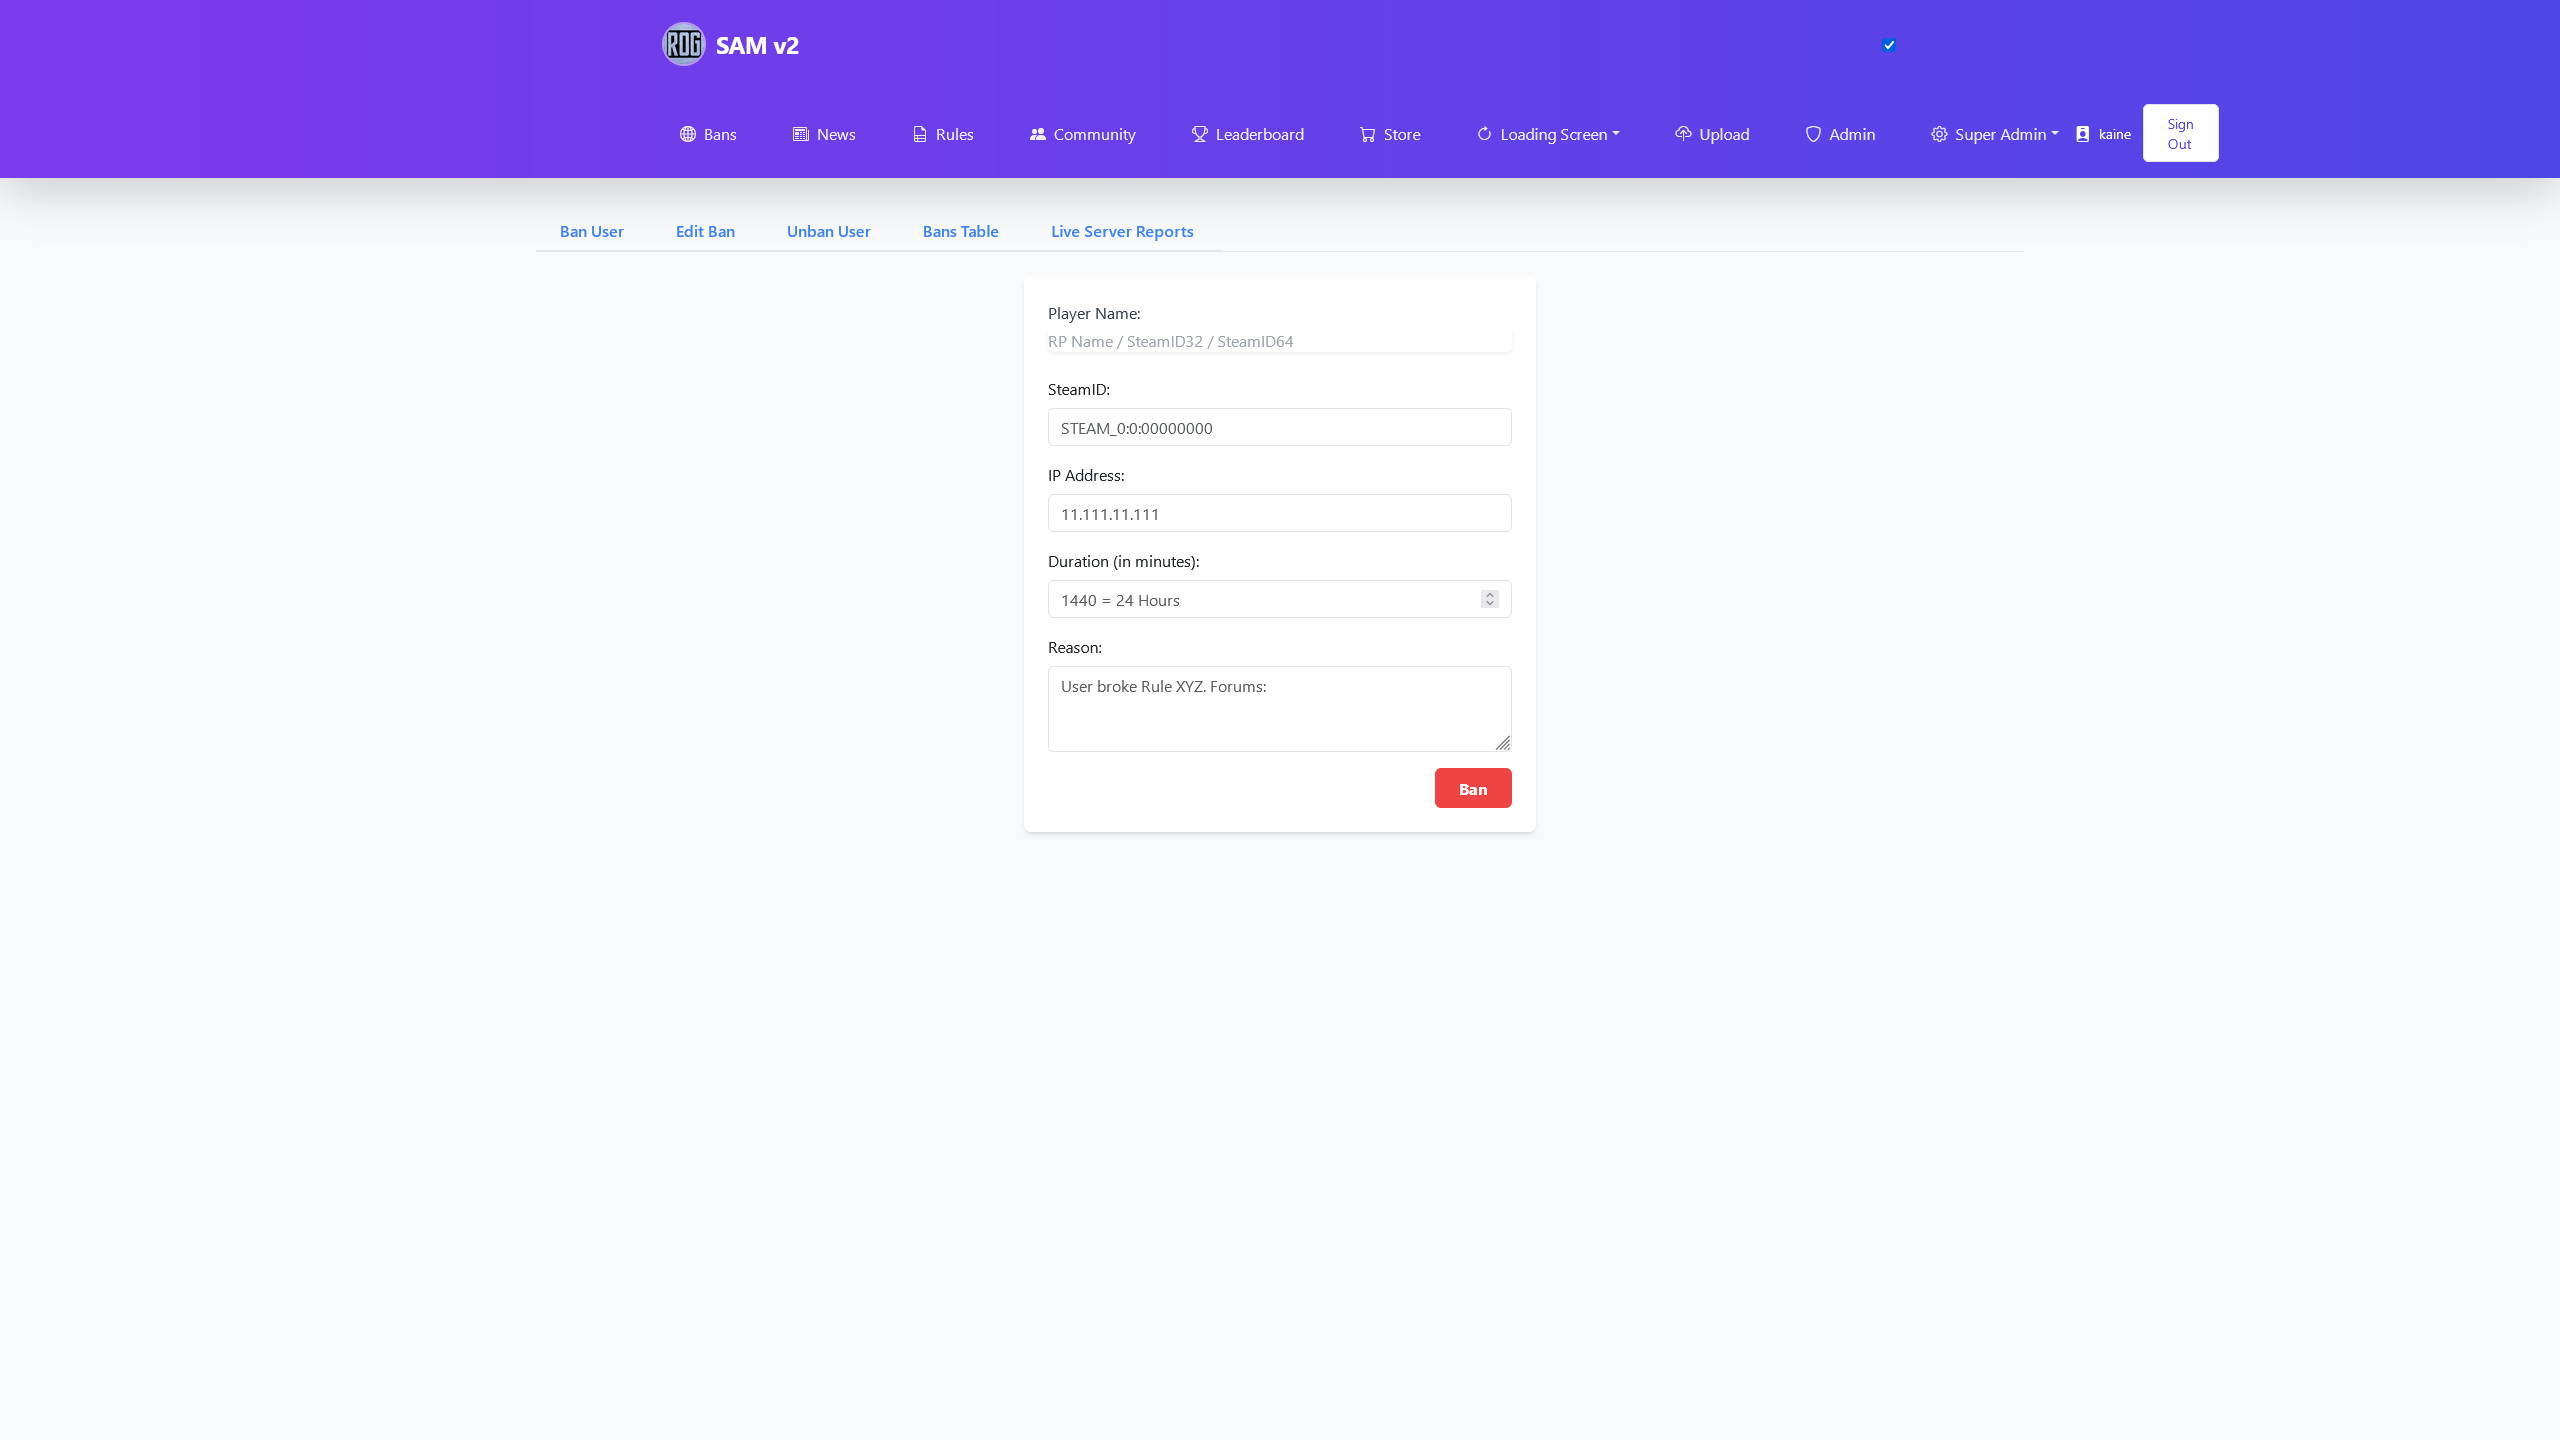 ROG SAM v2
Bans News Rules Community Leaderboard Store Loading Screen Upload Admin Super Admin kaine Sign
Out
Ban User Edit Ban Unban User Bans Table Live Server Reports
Player Name:
RP Name / SteamID32 / SteamID64
SteamID:
STEAM_0:0:00000000
IP Address:
11.111.11.111
Duration (in minutes):
1440 = 24 Hours
Reason:
User broke Rule XYZ. Forums:
Ban